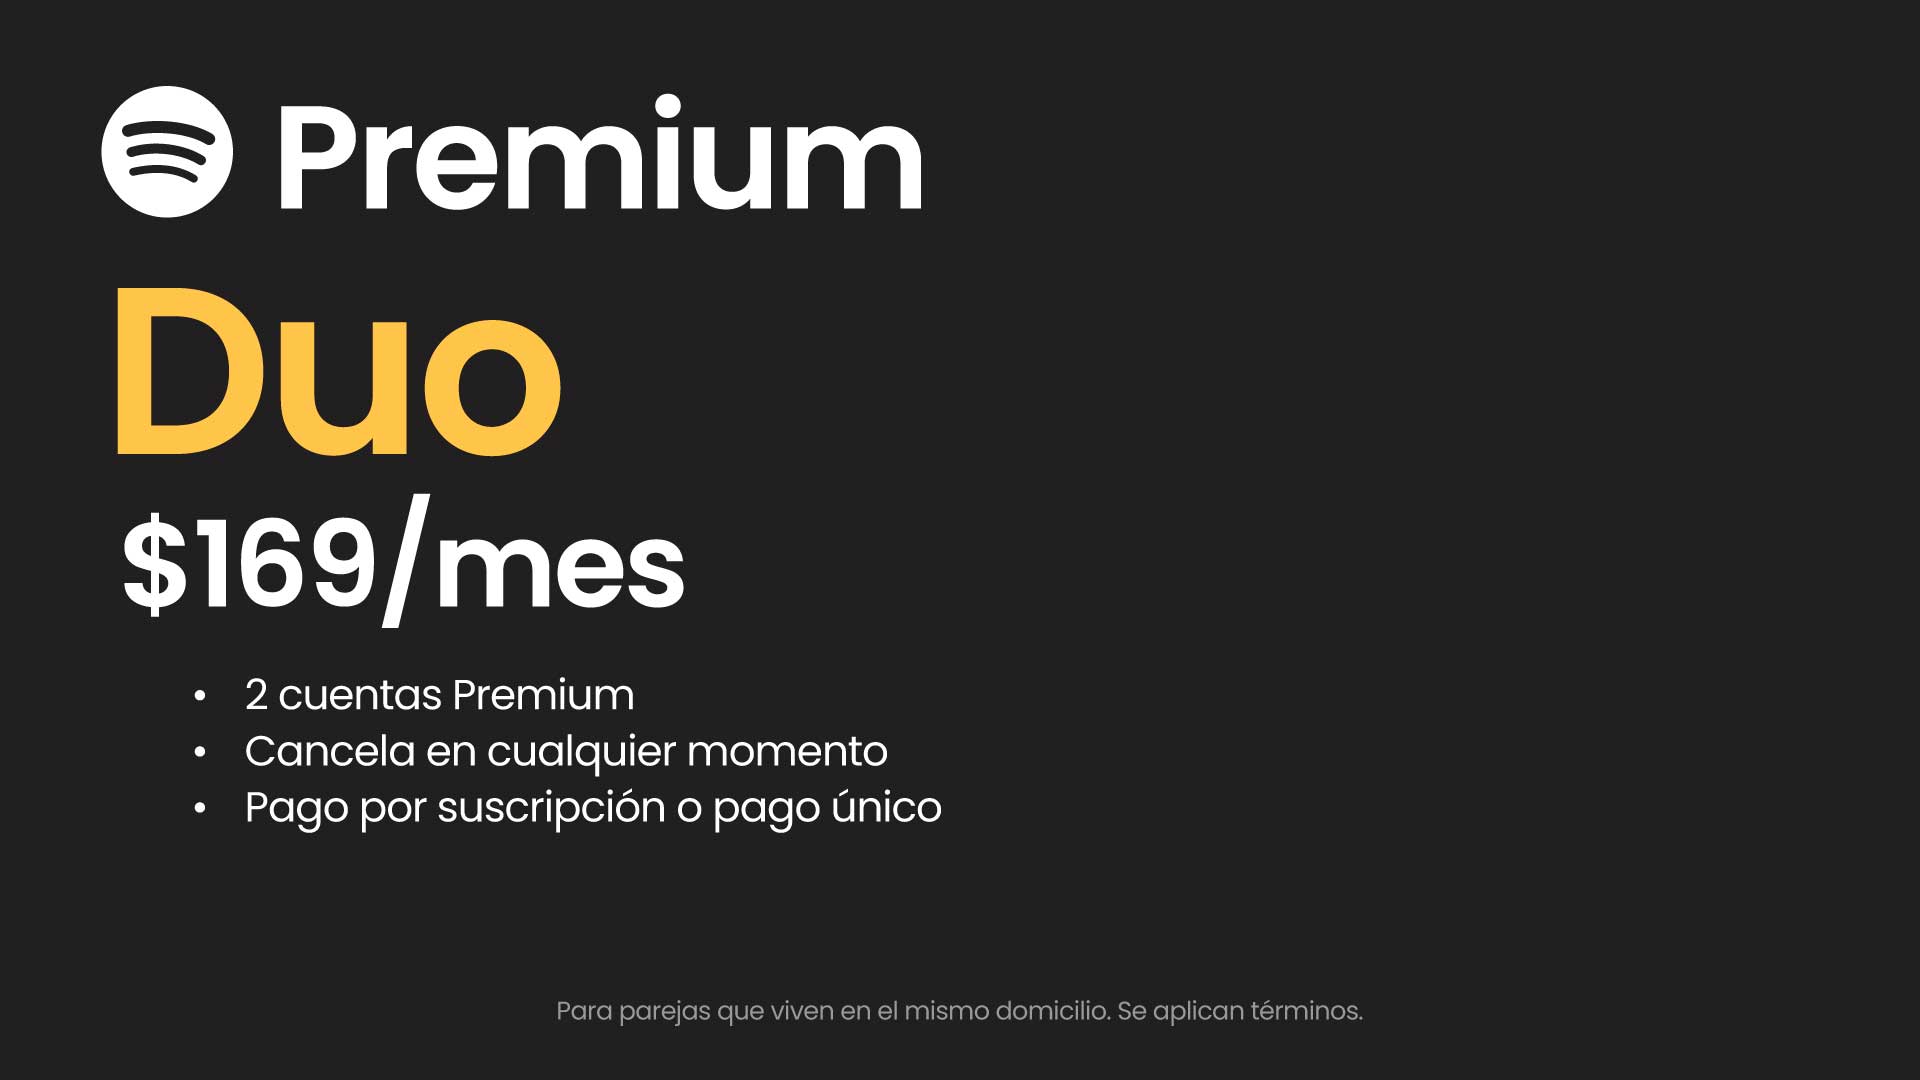 Premium
Duo
$169/mes
• 2 cuentas Premium
• Cancela en cualquier momento
• Pago por suscripción o pago único
Para parejas que viven en el mismo domicilio. Se aplican términos.